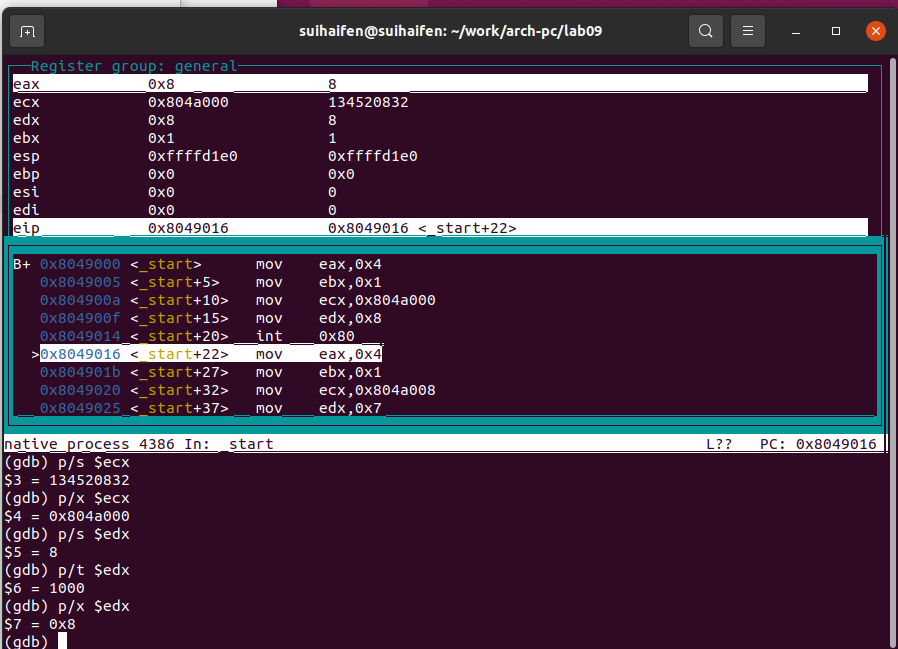 suihaifen@suihaifen: ~/work/arch-pc/lab09
Register group: general
eax 0x8 8
ecx 0x804a000 134520832
edx 0x8 8
ebx 0x1 1
esp 0xffffd1e0 0xffffd1e0
ebp 0x0 0x0
esi 0x0 0
edi 0x0 0
eip 0x8049016 0x8049016 <_start+22>
B+ 0x8049000 <_start> mov eax,0x4
0x8049005 <_start+5> mov ebx,0x1
0x804900a <_start+10> mov ecx,0x804a000
0x804900f <_start+15> mov edx,0x8
0x8049014 <_start+20> int 0x80
>0x8049016 <_start+22> mov eax,0x4
0x804901b <_start+27> mov ebx,0x1
0x8049020 <_start+32> mov ecx,0x804a008
0x8049025 <_start+37> mov edx,0x7
native process 4386 In: _start L?? PC: 0x8049016
(gdb) p/s $ecx
$3 = 134520832
(gdb) p/x $ecx
$4 = 0x804a000
(gdb) p/s $edx
$5 = 8
(gdb) p/t $edx
$6 = 1000
(gdb) p/x $edx
$7 = 0x8
(gdb)